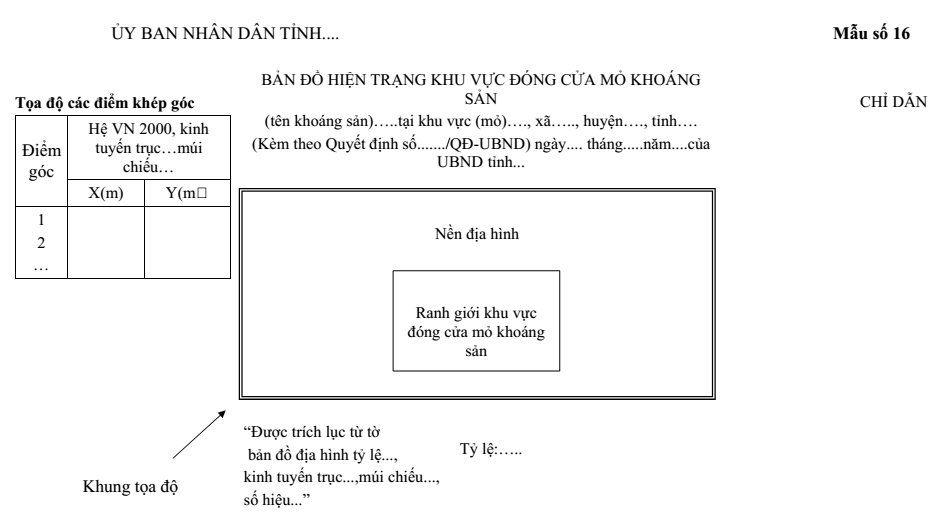 ỦY BAN NHÂN DÂN TỈNH....
Mẫu số 16
BẢN ĐỒ HIỆN TRẠNG KHU VỰC ĐÓNG CỬA MỎ KHOÁNG
SẢN
(tên khoáng sản)…..tại khu vực (mỏ)…., xã….., huyện…., tỉnh….
(Kèm theo Quyết định số......./QĐ-UBND) ngày.... tháng.....năm....của
UBND tỉnh...
CHỈ DẪN
Tọa độ các điểm khép góc
Điểm
góc
Hệ VN 2000, kinh
tuyến trục…múi
chiếu…
X(m)
Y(m□
1
2
…
Nền địa hình
Ranh giới khu vực
đóng cửa mỏ khoáng
sản
Khung tọa độ
“Được trích lục từ tờ
bản đồ địa hình tỷ lệ...,
kinh tuyến trục...,múi chiếu...,
số hiệu...”
Tỷ lệ:…..